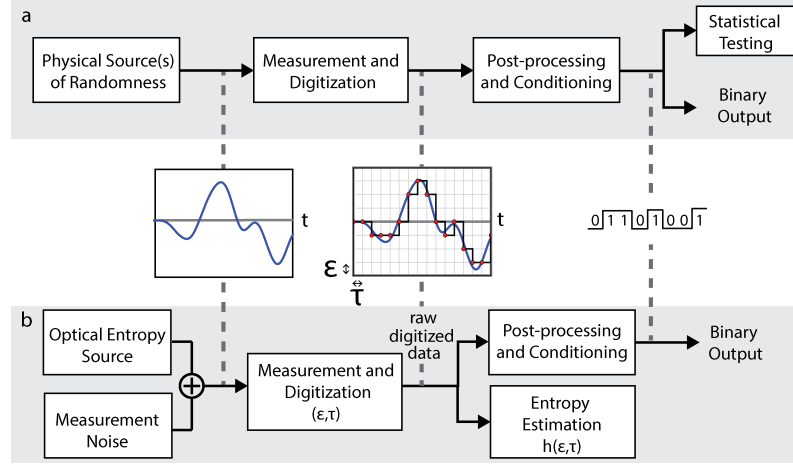 a
Physical Source(s)
of Randomness
Measurement and
Digitization
Post-processing
and Conditioning
Statistical
Testing
Binary
Output
t
t
ε
τ
0 1 1 0 1 0 0 1
b
Optical Entropy
Source
Measurement
Noise
Measurement and
Digitization
(ε,τ)
raw
digitized
data
Post-processing
and Conditioning
Entropy
Estimation
h(ε,τ)
Binary
Output